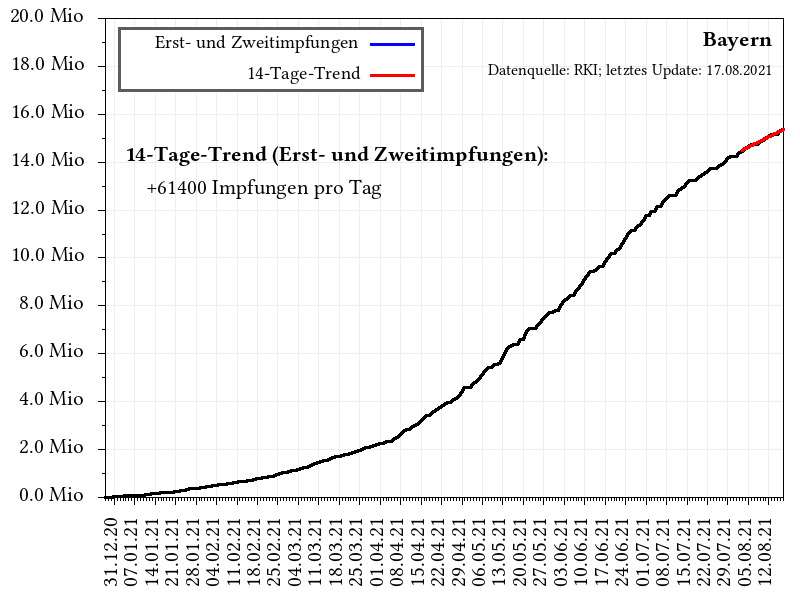 20.0 Mio
18.0 Mio
16.0 Mio
14.0 Mio
12.0 Mio
10.0 Mio
8.0 Mio
6.0 Mio
4.0 Mio
2.0 Mio
0.0 Mio
Erst- und Zweitimpfungen
14-Tage-Trend
Bayern
Datenquelle: RKI; letztes Update: 17.08.2021
14-Tage-Trend (Erst- und Zweitimpfungen):
+61400 Impfungen pro Tag
31.12.20
07.01.21
14.01.21
21.01.21
28.01.21
04.02.21
11.02.21
18.02.21
25.02.21
04.03.21
11.03.21
18.03.21
25.03.21
01.04.21
08.04.21
15.04.21
22.04.21
29.04.21
06.05.21
13.05.21
20.05.21
27.05.21
03.06.21
10.06.21
17.06.21
24.06.21
01.07.21
08.07.21
15.07.21
22.07.21
29.07.21
05.08.21
12.08.21